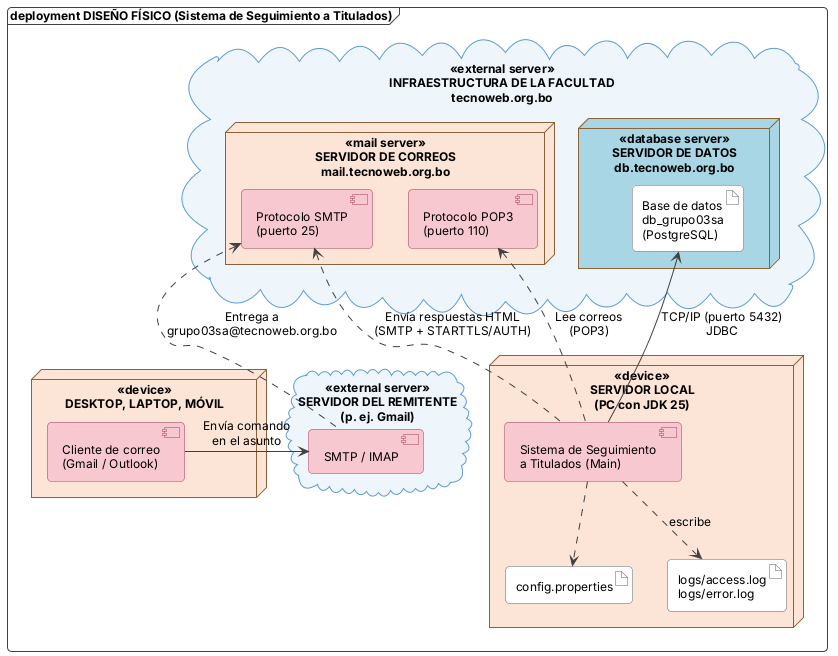 deployment DISEÑO FÍSICO (Sistema de Seguimiento a Titulados)
«external server»
INFRAESTRUCTURA DE LA FACULTAD
tecnoweb.org.bo
«mail server»
SERVIDOR DE CORREOS
mail.tecnoweb.org.bo
Protocolo SMTP
(puerto 25)
Protocolo POP3
(puerto 110)
«database server»
SERVIDOR DE DATOS
db.tecnoweb.org.bo
Base de datos
db_grupo03sa
(PostgreSQL)
Entrega a
grupo03sa@tecnoweb.org.bo
Envía respuestas HTML
(SMTP + STARTTLS/AUTH)
Lee correos
(POP3)
TCP/IP (puerto 5432)
JDBC
«device»
DESKTOP, LAPTOP, MÓVIL
Cliente de correo
(Gmail / Outlook)
Envía comando
en el asunto
«external server»
SERVIDOR DEL REMITENTE
(p. ej. Gmail)
SMTP / IMAP
«device»
SERVIDOR LOCAL
(PC con JDK 25)
Sistema de Seguimiento
a Titulados (Main)
escribe
config.properties
logs/access.log
logs/error.log